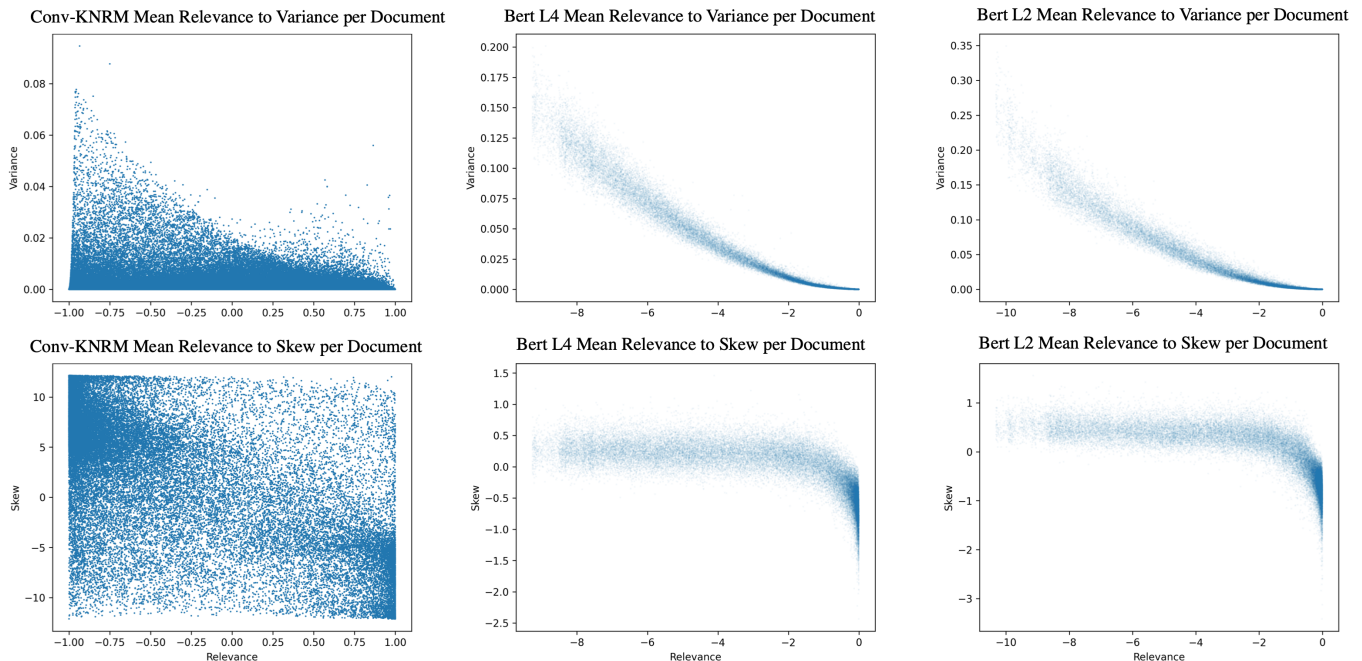 Conv-KNRM Mean Relevance to Variance per Document
Bert L4 Mean Relevance to Variance per Document
Bert L2 Mean Relevance to Variance per Document
Variance
0.08
0.06
0.04
0.02
0.00
−1.00 −0.75 −0.50 −0.25 0.00 0.25 0.50 0.75 1.00
Variance
0.200
0.175
0.150
0.125
0.100
0.075
0.050
0.025
0.000
−8 −6 −4 −2 0
Variance
0.35
0.30
0.25
0.20
0.15
0.10
0.05
0.00
−10 −8 −6 −4 −2 0
Conv-KNRM Mean Relevance to Skew per Document
Bert L4 Mean Relevance to Skew per Document
Bert L2 Mean Relevance to Skew per Document
Skew
10
5
0
−5
−10
−1.00 −0.75 −0.50 −0.25 0.00 0.25 0.50 0.75 1.00
Relevance
Skew
1.5
1.0
0.5
0.0
−0.5
−1.0
−1.5
−2.0
−2.5
−8 −6 −4 −2 0
Relevance
Skew
1
0
−1
−2
−3
−10 −8 −6 −4 −2 0
Relevance